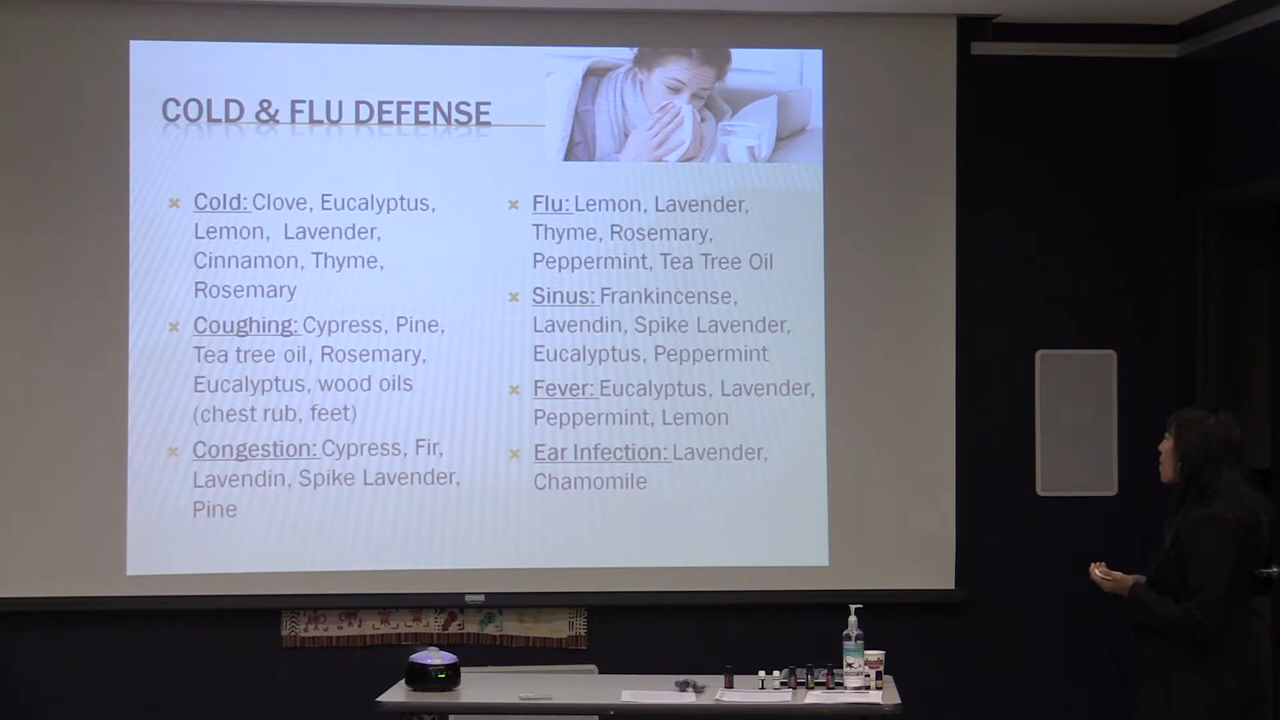 COLD & FLU DEFENSE
Cold: Clove, Eucalyptus,
Lemon, Lavender,
Cinnamon, Thyme,
Rosemary
Coughing: Cypress, Pine,
Tea tree oil, Rosemary,
Eucalyptus, wood oils
(chest rub, feet)
Congestion: Cypress, Fir,
Lavendin, Spike Lavender,
Pine
Flu: Lemon, Lavender,
Thyme, Rosemary,
Peppermint, Tea Tree Oil
Sinus: Frankincense,
Lavendin, Spike Lavender,
Eucalyptus, Peppermint
Fever: Eucalyptus, Lavender,
Peppermint, Lemon
Ear Infection: Lavender,
Chamomile